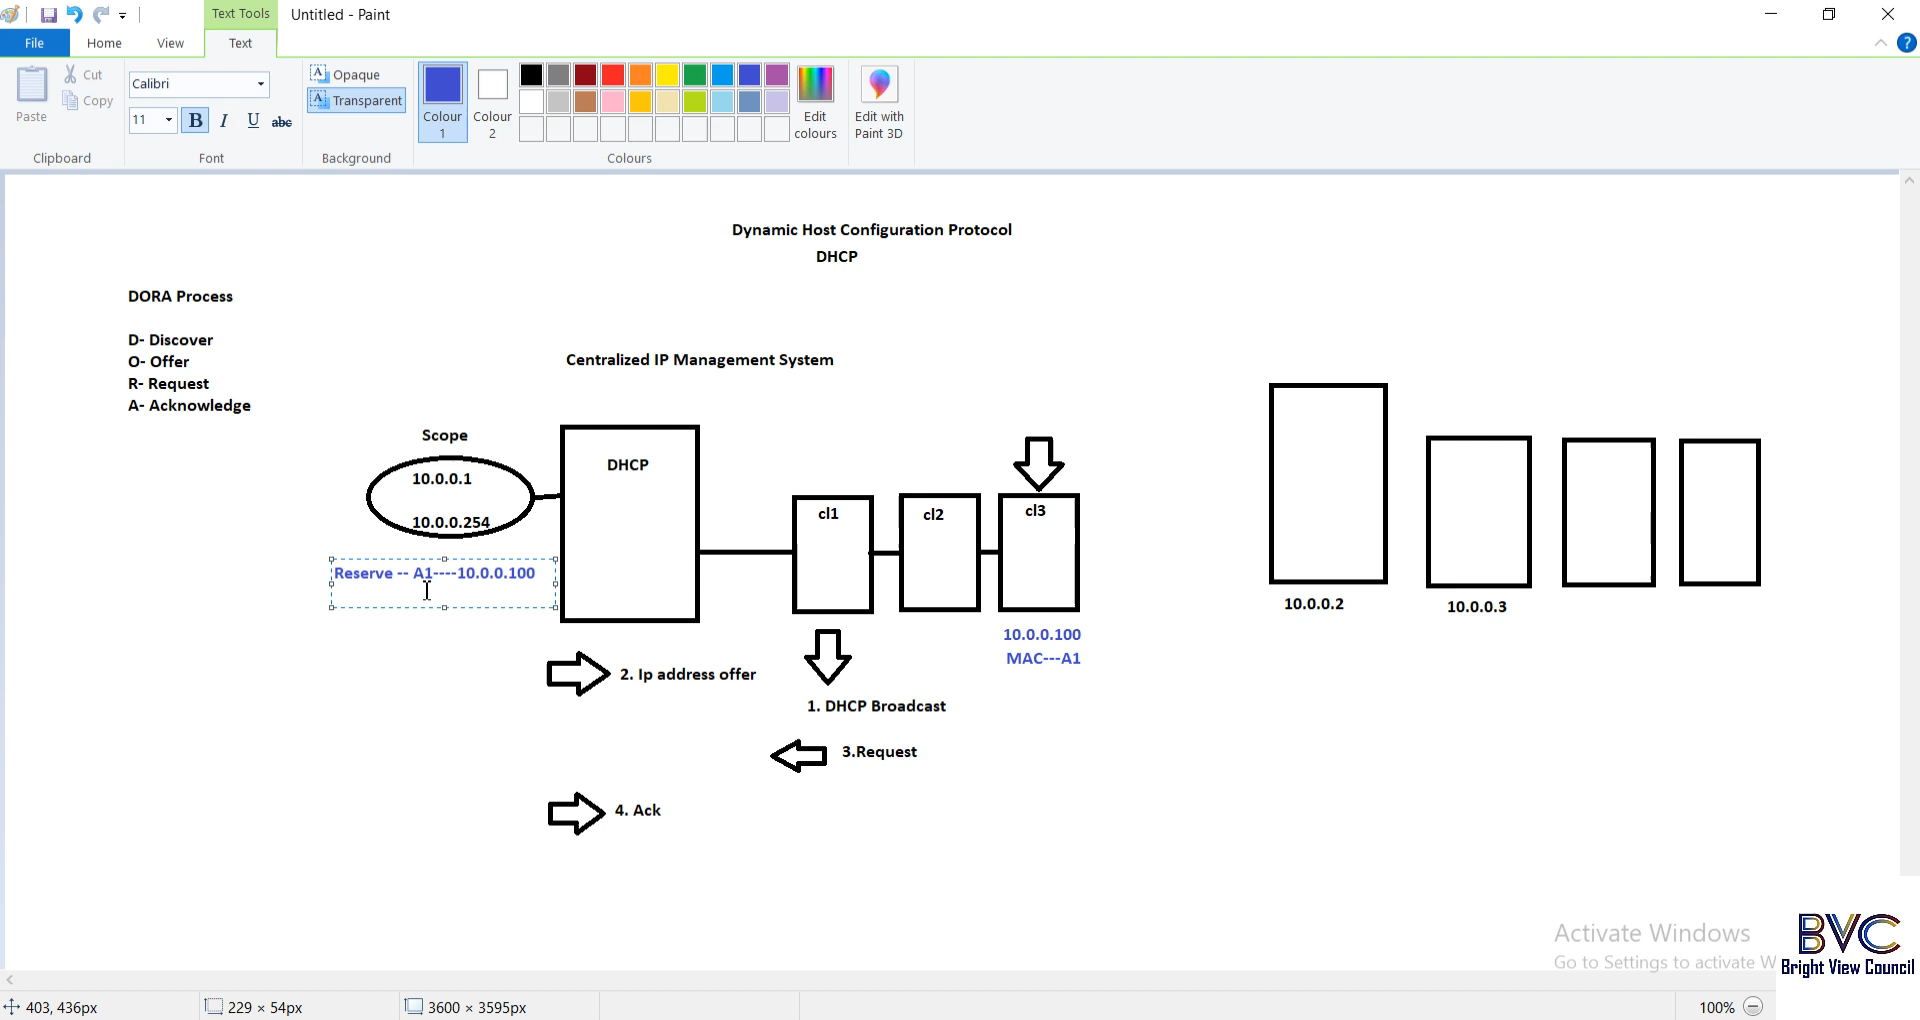 Text Tools
Untitled - Paint
File
Home
View
Text
Paste
Cut
Copy
Clipboard
Calibri
11
B I U abc
Font
A Opaque
A Transparent
Background
Colour 1
Colour 2
Edit colours
Colours
Edit with Paint 3D
Dynamic Host Configuration Protocol
DHCP
DORA Process
D- Discover
O- Offer
R- Request
A- Acknowledge
Centralized IP Management System
Scope
10.0.0.1
10.0.0.254
DHCP
cl1
cl2
cl3
Reserve -- A1----10.0.0.100
10.0.0.100
MAC---A1
10.0.0.2
10.0.0.3
2. Ip address offer
1. DHCP Broadcast
3.Request
4. Ack
Activate Windows
Go to Settings to activate W
BVC
Bright View Council
403, 436px
229 × 54px
3600 × 3595px
100%